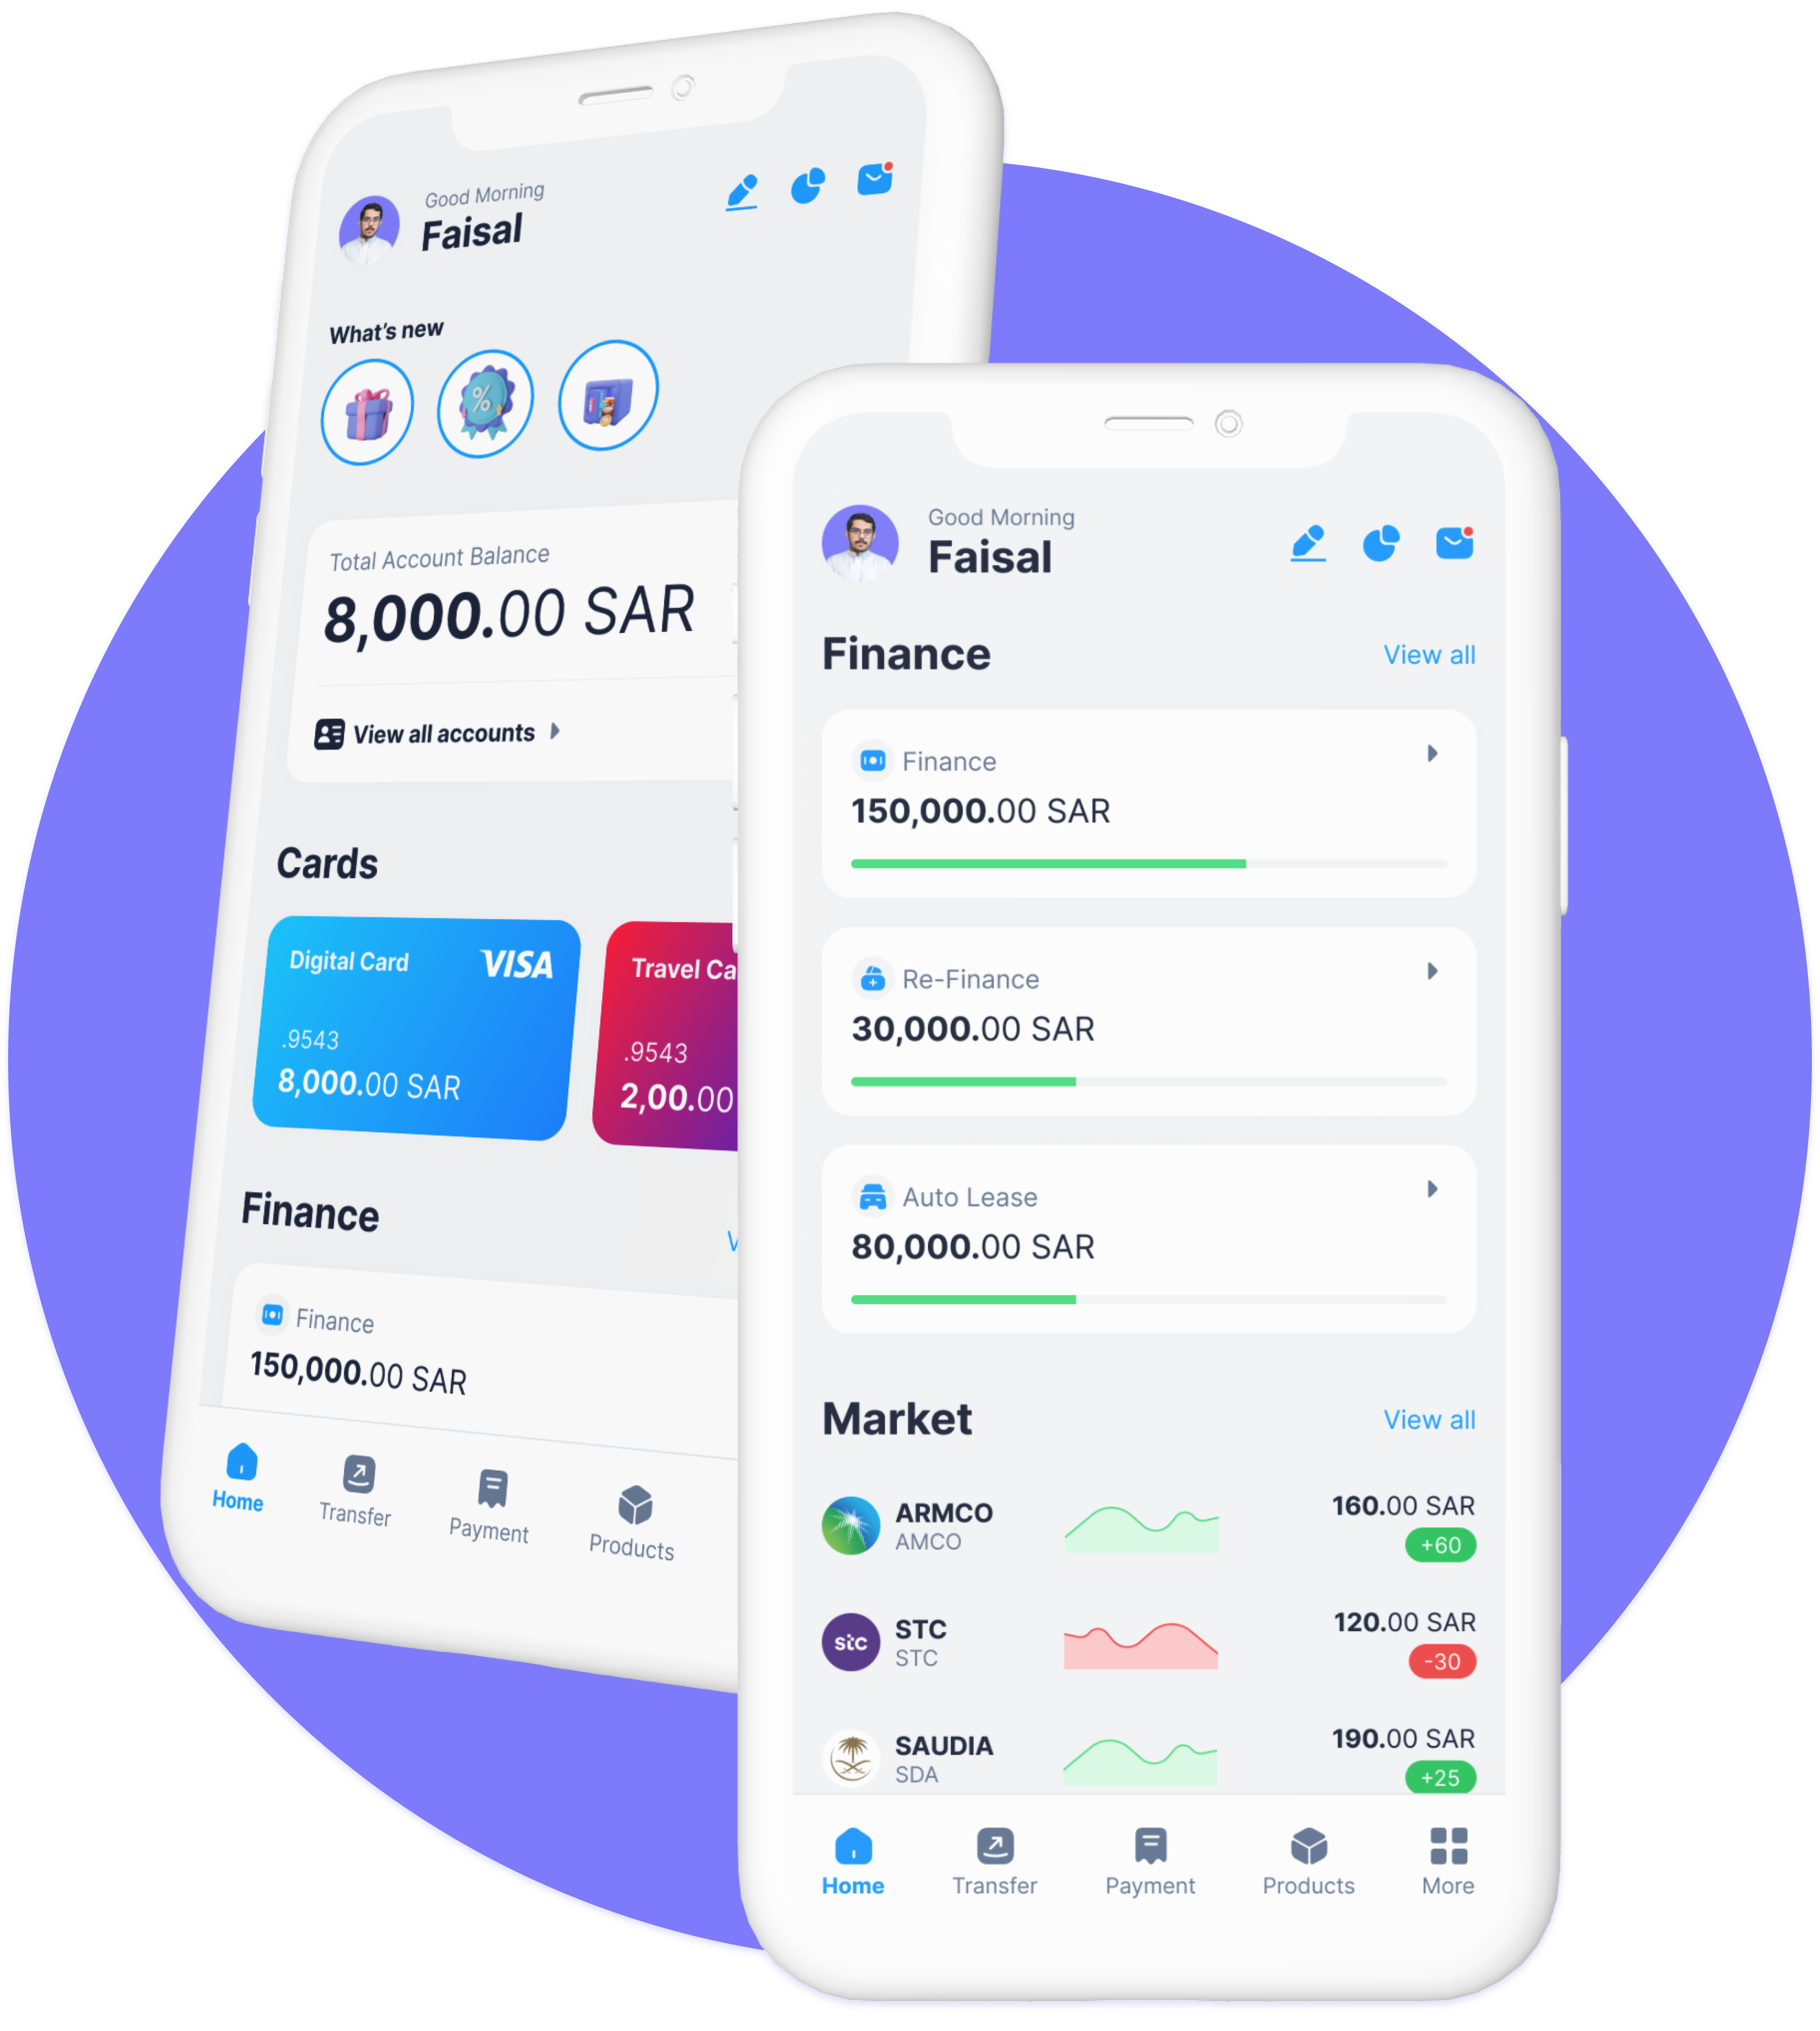 Good Morning
Faisal
What's new
%
Total Account Balance
8,000.00 SAR
View all accounts
Cards
Digital Card VISA
.9543
8,000.00 SAR
Travel Ca
.9543
2,00.00
Finance
Finance
150,000.00 SAR
Home Transfer Payment Products
Good Morning
Faisal
Finance View all
Finance
150,000.00 SAR
Re-Finance
30,000.00 SAR
Auto Lease
80,000.00 SAR
Market View all
ARMCO 160.00 SAR
AMCO +60
stc STC 120.00 SAR
STC -30
SAUDIA 190.00 SAR
SDA +25
Home Transfer Payment Products More